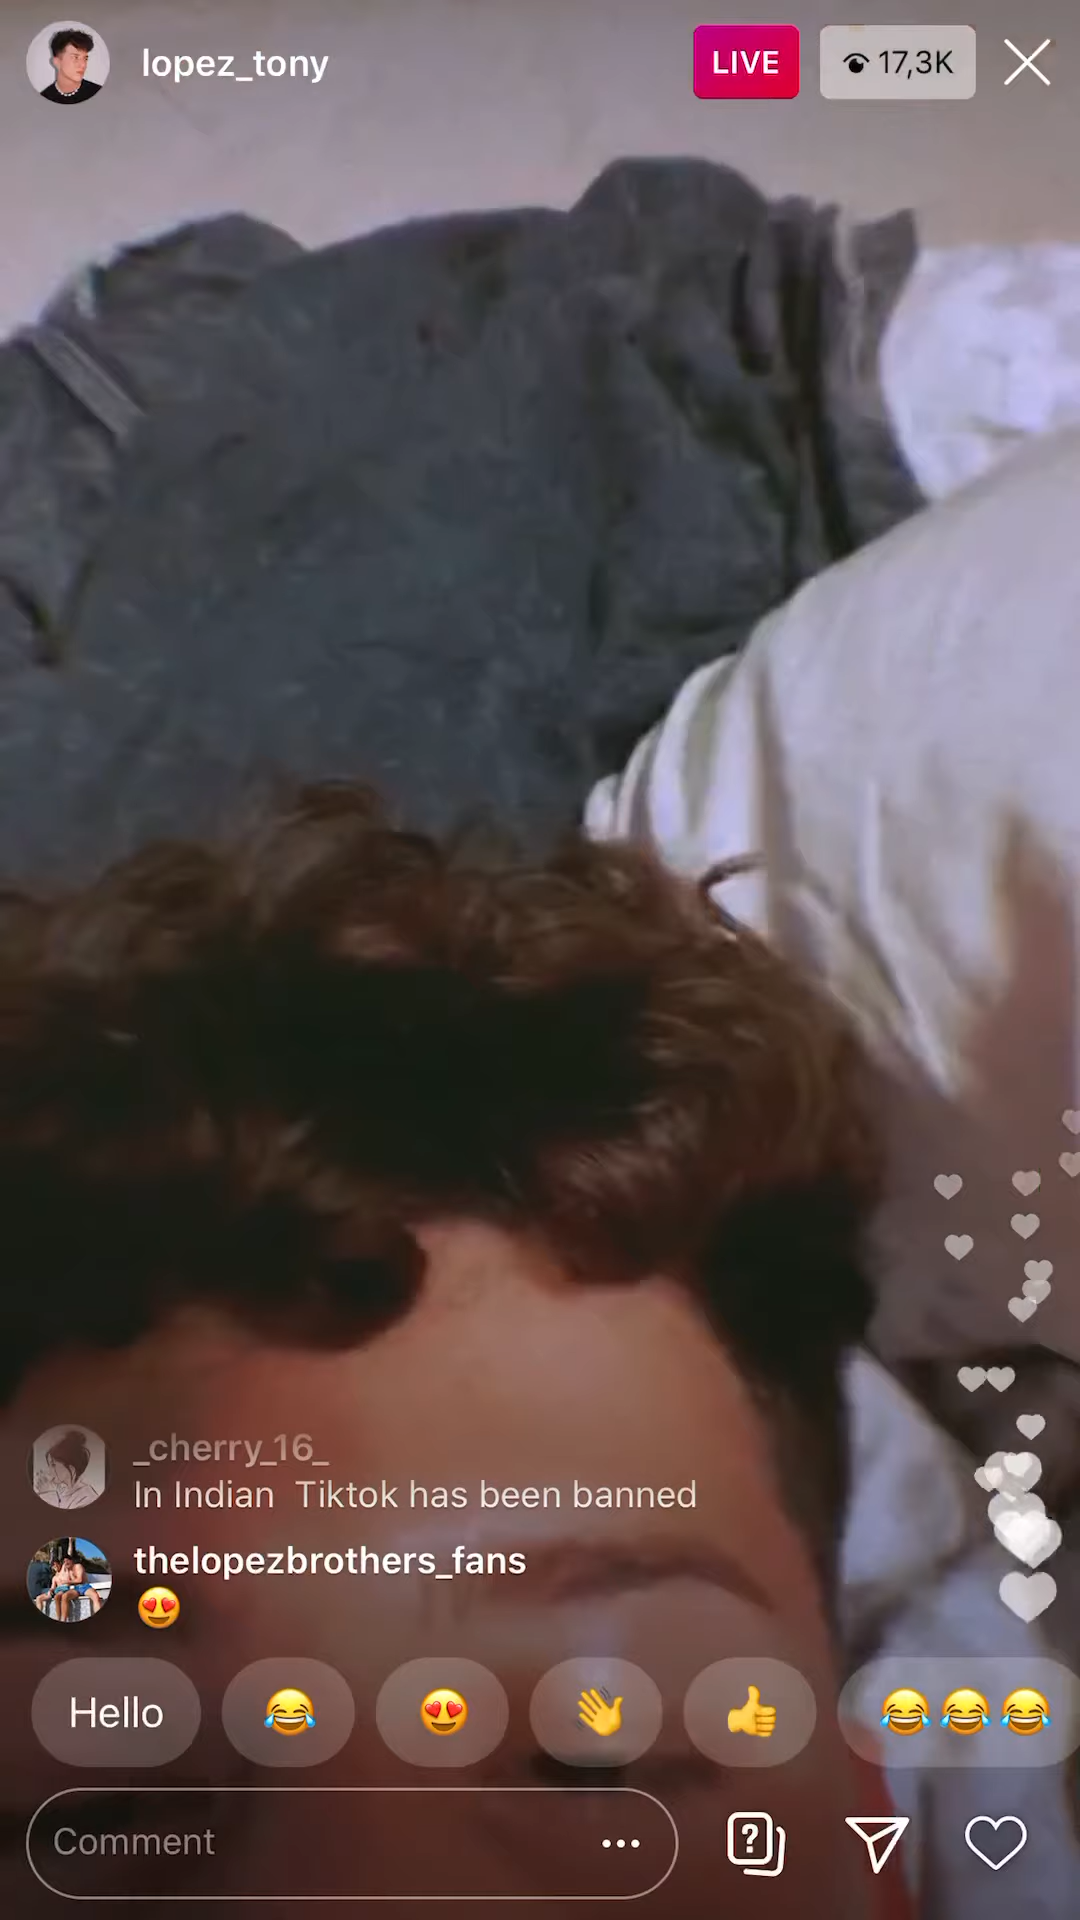 lopez_tony
LIVE
17,3K
_cherry_16_
In Indian  Tiktok has been banned
thelopezbrothers_fans
😍
Hello
😂
😍
👋
👍
😂😂😂
Comment